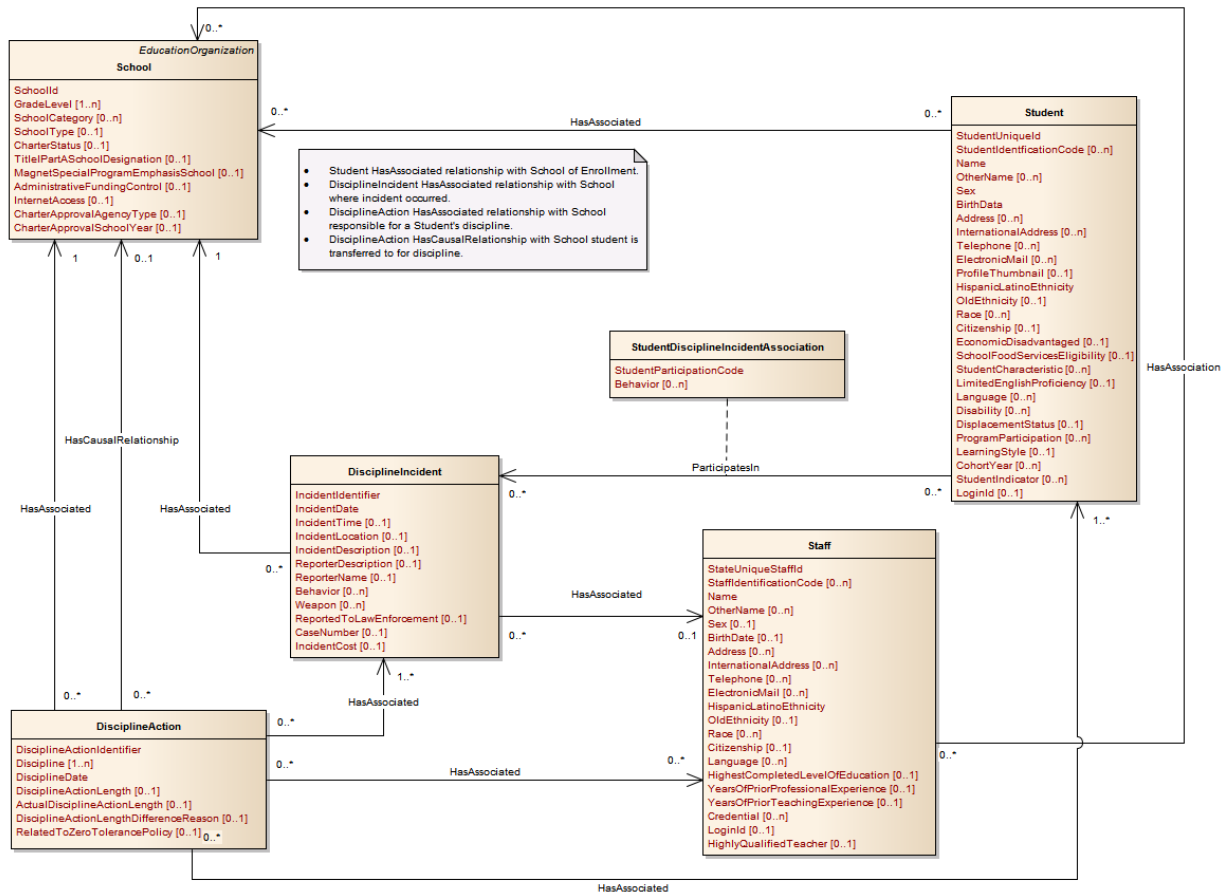 0..*
EducationOrganization
School
SchoolId
GradeLevel [1..n]
SchoolCategory [0..n]
SchoolType [0..1]
CharterStatus [0..1]
TitleIPartASchoolDesignation [0..1]
MagnetSpecialProgramEmphasisSchool [0..1]
AdministrativeFundingControl [0..1]
InternetAccess [0..1]
CharterApprovalAgencyType [0..1]
CharterApprovalSchoolYear [0..1]
0..*
HasAssociated
0..*
Student
StudentUniqueId
StudentIdentficationCode [0..n]
Name
OtherName [0..n]
Sex
BirthData
Address [0..n]
InternationalAddress [0..n]
Telephone [0..n]
ElectronicMail [0..n]
ProfileThumbnail [0..1]
HispanicLatinoEthnicity
OldEthnicity [0..1]
Race [0..n]
Citizenship [0..1]
EconomicDisadvantaged [0..1]
SchoolFoodServicesEligibility [0..1]
StudentCharacteristic [0..n]
LimitedEnglishProficiency [0..1]
Language [0..n]
Disability [0..n]
DisplacementStatus [0..1]
ProgramParticipation [0..n]
LearningStyle [0..1]
CohortYear [0..n]
StudentIndicator [0..n]
LoginId [0..1]
• Student HasAssociated relationship with School of Enrollment.
• DisciplineIncident HasAssociated relationship with School
where incident occurred.
• DisciplineAction HasAssociated relationship with School
responsible for a Student's discipline.
• DisciplineAction HasCausalRelationship with School student is
transferred to for discipline.
1
0..1
1
HasAssociation
StudentDisciplineIncidentAssociation
StudentParticipationCode
Behavior [0..n]
HasCausalRelationship
HasAssociated
HasAssociated
ParticipatesIn
0..*
0..*
1..*
DisciplineIncident
IncidentIdentifier
IncidentDate
IncidentTime [0..1]
IncidentLocation [0..1]
IncidentDescription [0..1]
ReporterDescription [0..1]
ReporterName [0..1]
Behavior [0..n]
Weapon [0..n]
ReportedToLawEnforcement [0..1]
CaseNumber [0..1]
IncidentCost [0..1]
0..*
HasAssociated
0..*
0..1
Staff
StateUniqueStaffId
StaffIdentificationCode [0..n]
Name
OtherName [0..n]
Sex [0..1]
BirthDate [0..1]
Address [0..n]
InternationalAddress [0..n]
Telephone [0..n]
ElectronicMail [0..n]
HispanicLatinoEthnicity
OldEthnicity [0..1]
Race [0..n]
Citizenship [0..1]
Language [0..n]
HighestCompletedLevelOfEducation [0..1]
YearsOfPriorProfessionalExperience [0..1]
YearsOfPriorTeachingExperience [0..1]
Credential [0..n]
LoginId [0..1]
HighlyQualifiedTeacher [0..1]
0..*
1..*
HasAssociated
0..*
0..*
0..*
DisciplineAction
DisciplineActionIdentifier
Discipline [1..n]
DisciplineDate
DisciplineActionLength [0..1]
ActualDisciplineActionLength [0..1]
DisciplineActionLengthDifferenceReason [0..1]
RelatedToZeroTolerancePolicy [0..1]
0..*
0..*
HasAssociated
0..*
HasAssociated